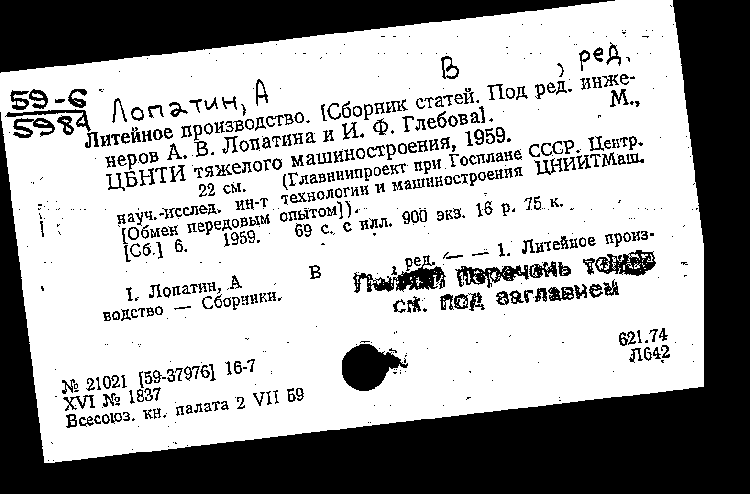 59-6
5984
Лопатин, А В , ред.
Литейное производство. [Сборник статей. Под ред. инже-
неров А. В. Лопатина и И. Ф. Глебова]. М.,
ЦБНТИ тяжелого машиностроения, 1959.
22 см. (Главниипроект при Госплане СССР. Центр.
науч.-исслед. ин-т технологии и машиностроения ЦНИИТМаш.
[Обмен передовым опытом]).
[Сб.] 6. 1959. 69 с. с илл. 900 экз. 16 р. 75 к.
I. Лопатин, А В , ред. — — 1. Литейное произ-
водство — Сборники.
перечень
см. под заглавием
621.74
Л642
№ 21021 [59-37976] 16-7
XVI № 1837
Всесоюз. кн. палата 2 VII 59